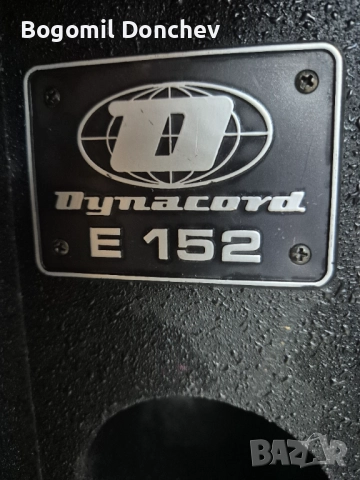 Bogomil Donchev
D
Dynacord
E 152
BAZAR